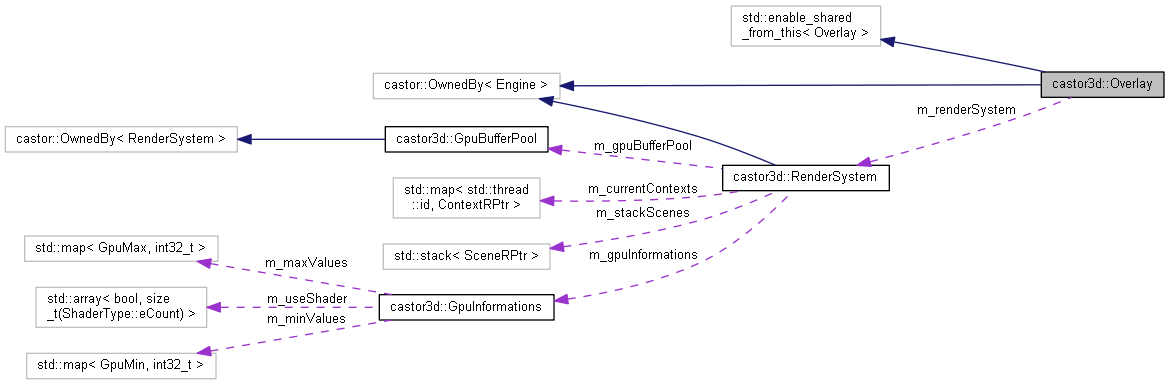 std::enable_shared
_from_this< Overlay >
castor::OwnedBy< Engine >
castor3d::Overlay
m_renderSystem
castor::OwnedBy< RenderSystem >
castor3d::GpuBufferPool
m_gpuBufferPool
castor3d::RenderSystem
std::map< std::thread
::id, ContextRPtr >
m_currentContexts
m_stackScenes
std::stack< SceneRPtr >
m_gpuInformations
std::map< GpuMax, int32_t >
m_maxValues
std::array< bool, size
_t(ShaderType::eCount) >
m_useShader
castor3d::GpuInformations
m_minValues
std::map< GpuMin, int32_t >